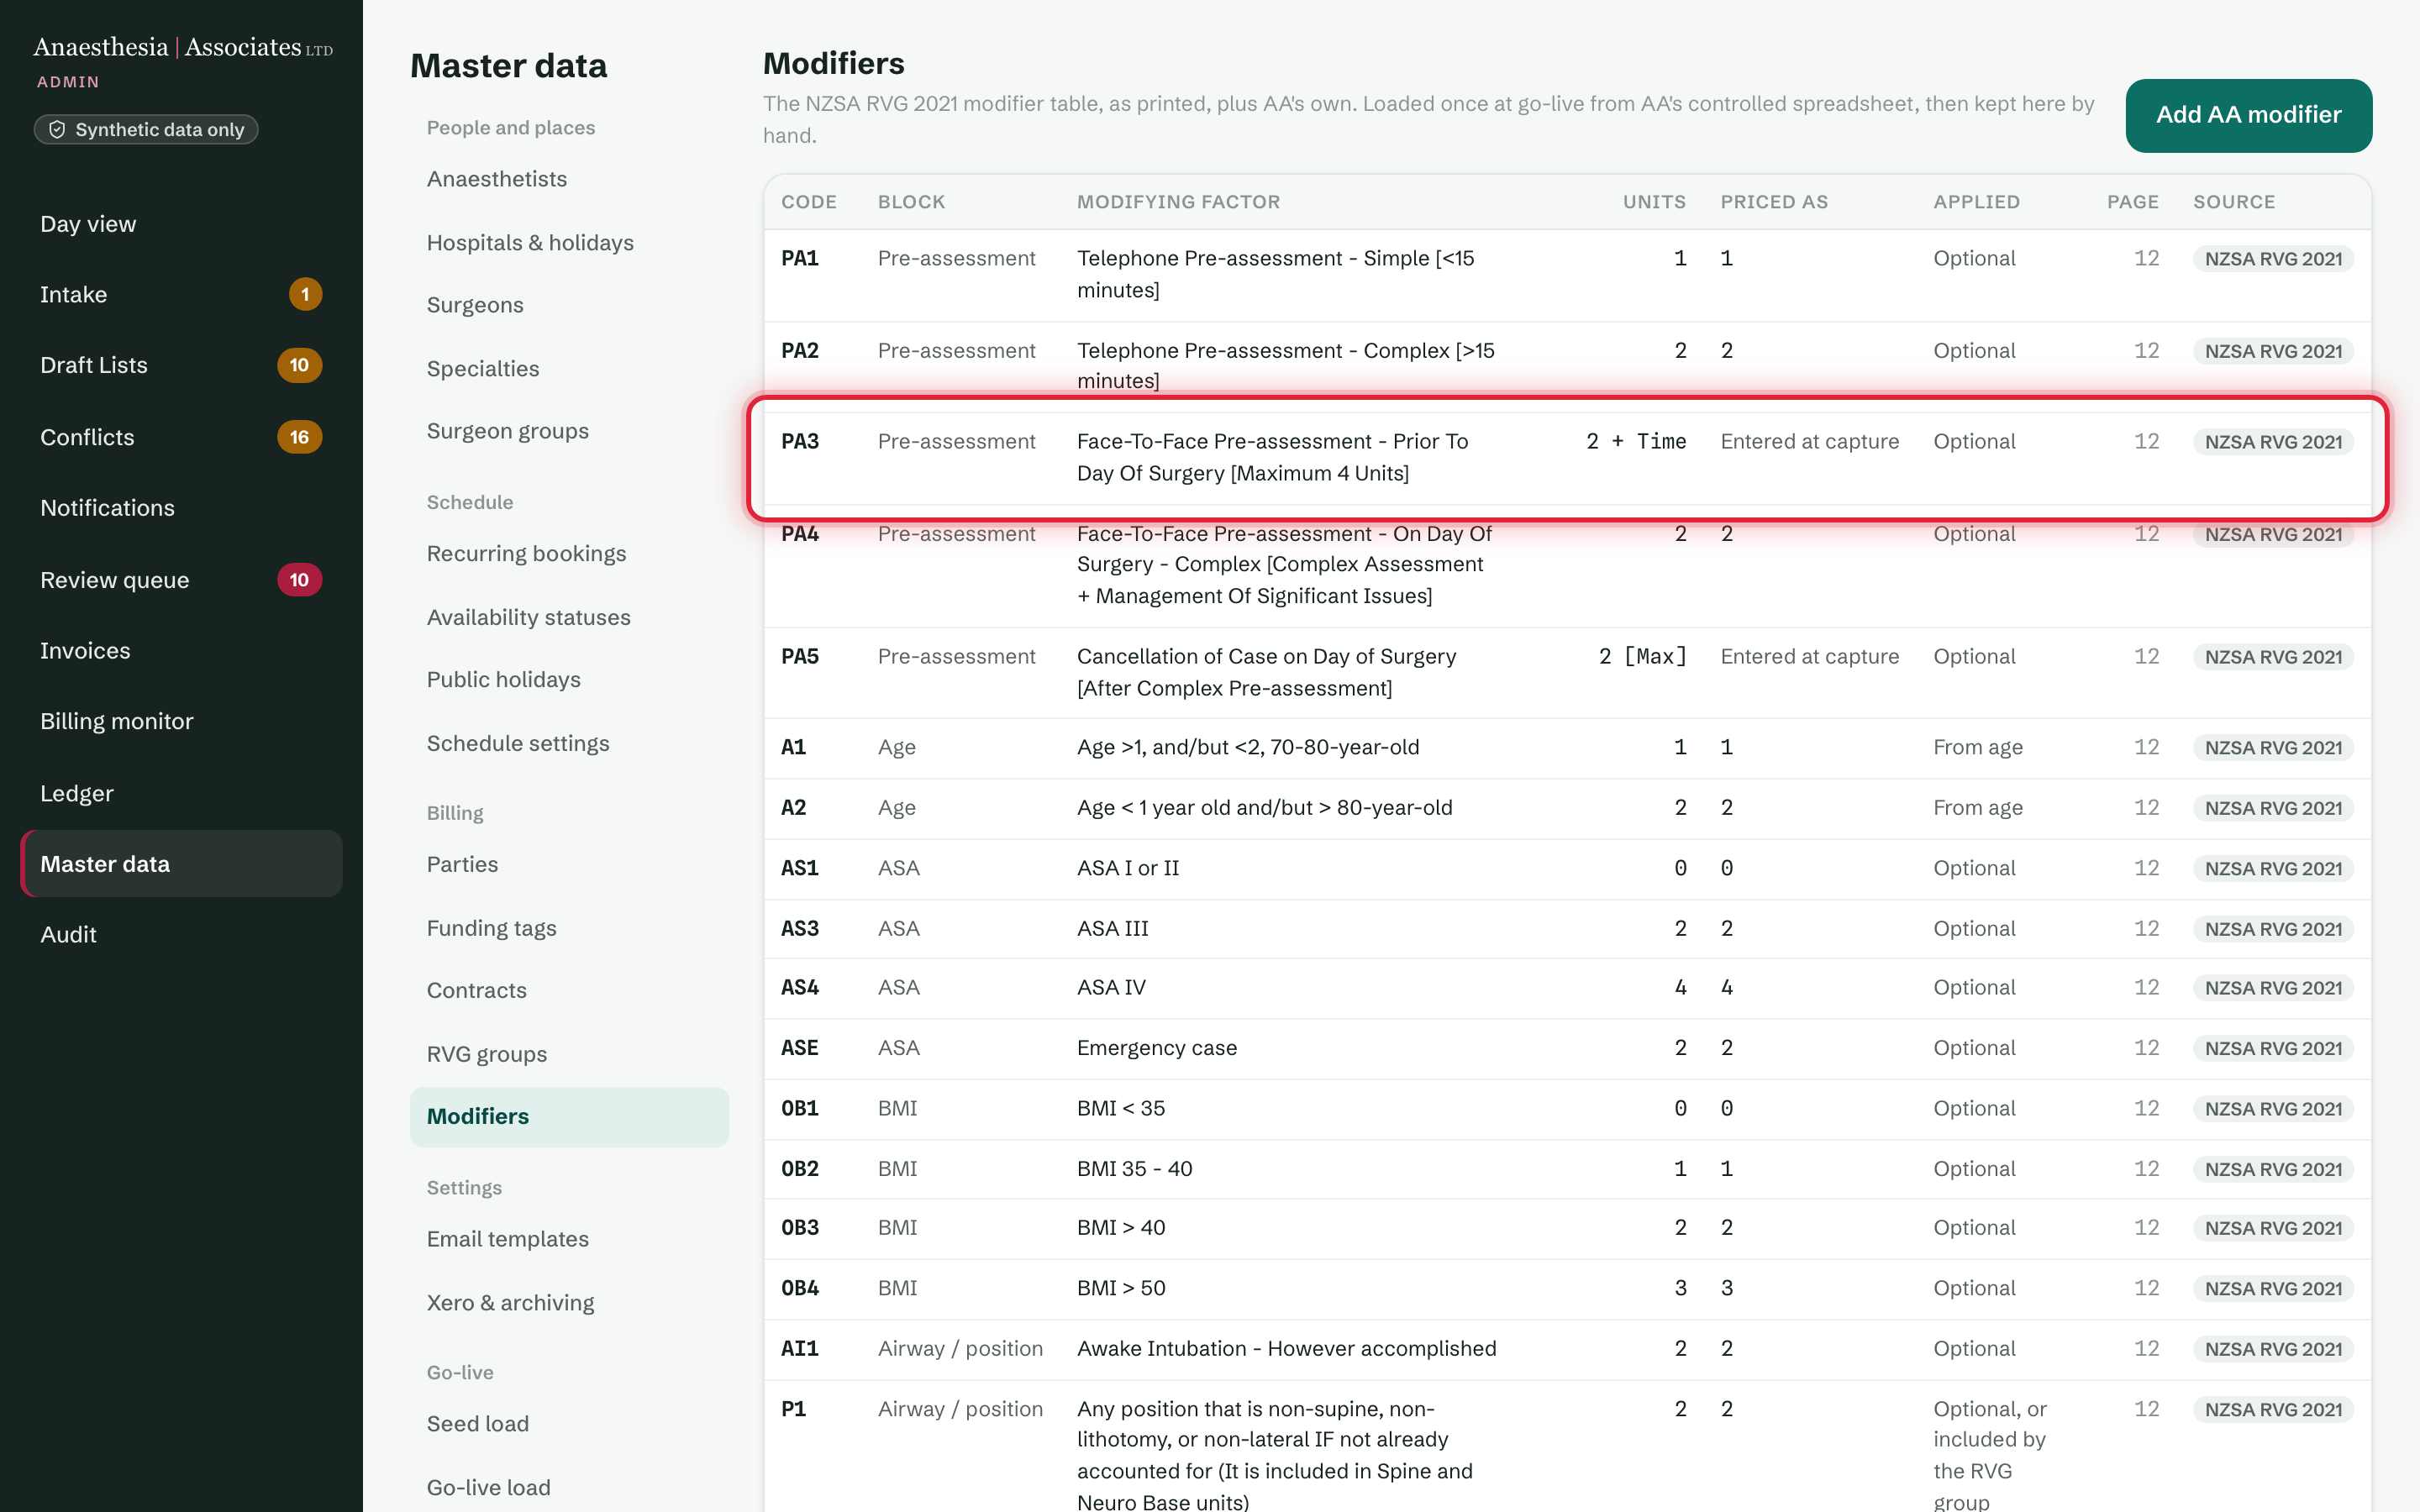 Anaesthesia | Associates LTD
ADMIN
Synthetic data only
Day view
Intake 1
Draft Lists 10
Conflicts 16
Notifications
Review queue 10
Invoices
Billing monitor
Ledger
Master data
Audit
Master data
People and places
Anaesthetists
Hospitals & holidays
Surgeons
Specialties
Surgeon groups
Schedule
Recurring bookings
Availability statuses
Public holidays
Schedule settings
Billing
Parties
Funding tags
Contracts
RVG groups
Modifiers
Settings
Email templates
Xero & archiving
Go-live
Seed load
Go-live load
Modifiers
The NZSA RVG 2021 modifier table, as printed, plus AA's own. Loaded once at go-live from AA's controlled spreadsheet, then kept here by
hand.
Add AA modifier
CODE BLOCK MODIFYING FACTOR UNITS PRICED AS APPLIED PAGE SOURCE
PA1 Pre-assessment Telephone Pre-assessment - Simple [<15 1 1 Optional 12 NZSA RVG 2021
minutes]
PA2 Pre-assessment Telephone Pre-assessment - Complex [>15 2 2 Optional 12 NZSA RVG 2021
minutes]
PA3 Pre-assessment Face-To-Face Pre-assessment - Prior To 2 + Time Entered at capture Optional 12 NZSA RVG 2021
Day Of Surgery [Maximum 4 Units]
PA4 Pre-assessment Face-To-Face Pre-assessment - On Day Of 2 2 Optional 12 NZSA RVG 2021
Surgery - Complex [Complex Assessment
+ Management Of Significant Issues]
PA5 Pre-assessment Cancellation of Case on Day of Surgery 2 [Max] Entered at capture Optional 12 NZSA RVG 2021
[After Complex Pre-assessment]
A1 Age Age >1, and/but <2, 70-80-year-old 1 1 From age 12 NZSA RVG 2021
A2 Age Age < 1 year old and/but > 80-year-old 2 2 From age 12 NZSA RVG 2021
AS1 ASA ASA I or II 0 0 Optional 12 NZSA RVG 2021
AS3 ASA ASA III 2 2 Optional 12 NZSA RVG 2021
AS4 ASA ASA IV 4 4 Optional 12 NZSA RVG 2021
ASE ASA Emergency case 2 2 Optional 12 NZSA RVG 2021
OB1 BMI BMI < 35 0 0 Optional 12 NZSA RVG 2021
OB2 BMI BMI 35 - 40 1 1 Optional 12 NZSA RVG 2021
OB3 BMI BMI > 40 2 2 Optional 12 NZSA RVG 2021
OB4 BMI BMI > 50 3 3 Optional 12 NZSA RVG 2021
AI1 Airway / position Awake Intubation - However accomplished 2 2 Optional 12 NZSA RVG 2021
P1 Airway / position Any position that is non-supine, non- 2 2 Optional, or 12 NZSA RVG 2021
lithotomy, or non-lateral IF not already included by
accounted for (It is included in Spine and the RVG
Neuro Base units) group